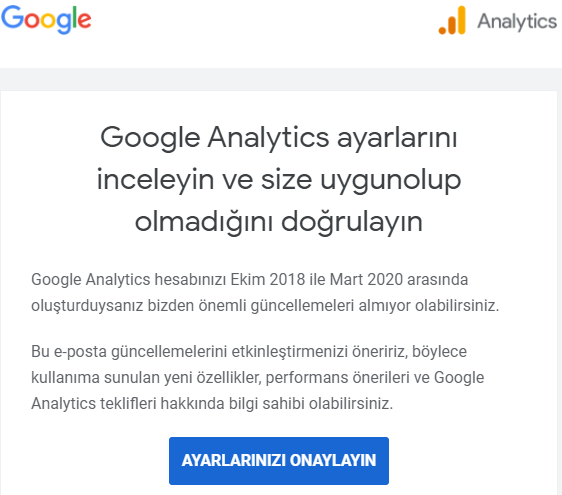 Google Analytics
Google Analytics ayarlarını
inceleyin ve size uygunolup
olmadığını doğrulayın
Google Analytics hesabınızı Ekim 2018 ile Mart 2020 arasında
oluşturduysanız bizden önemli güncellemeleri almıyor olabilirsiniz.
Bu e-posta güncellemelerini etkinleştirmenizi öneririz, böylece
kullanıma sunulan yeni özellikler, performans önerileri ve Google
Analytics teklifleri hakkında bilgi sahibi olabilirsiniz.
AYARLARINIZI ONAYLAYIN